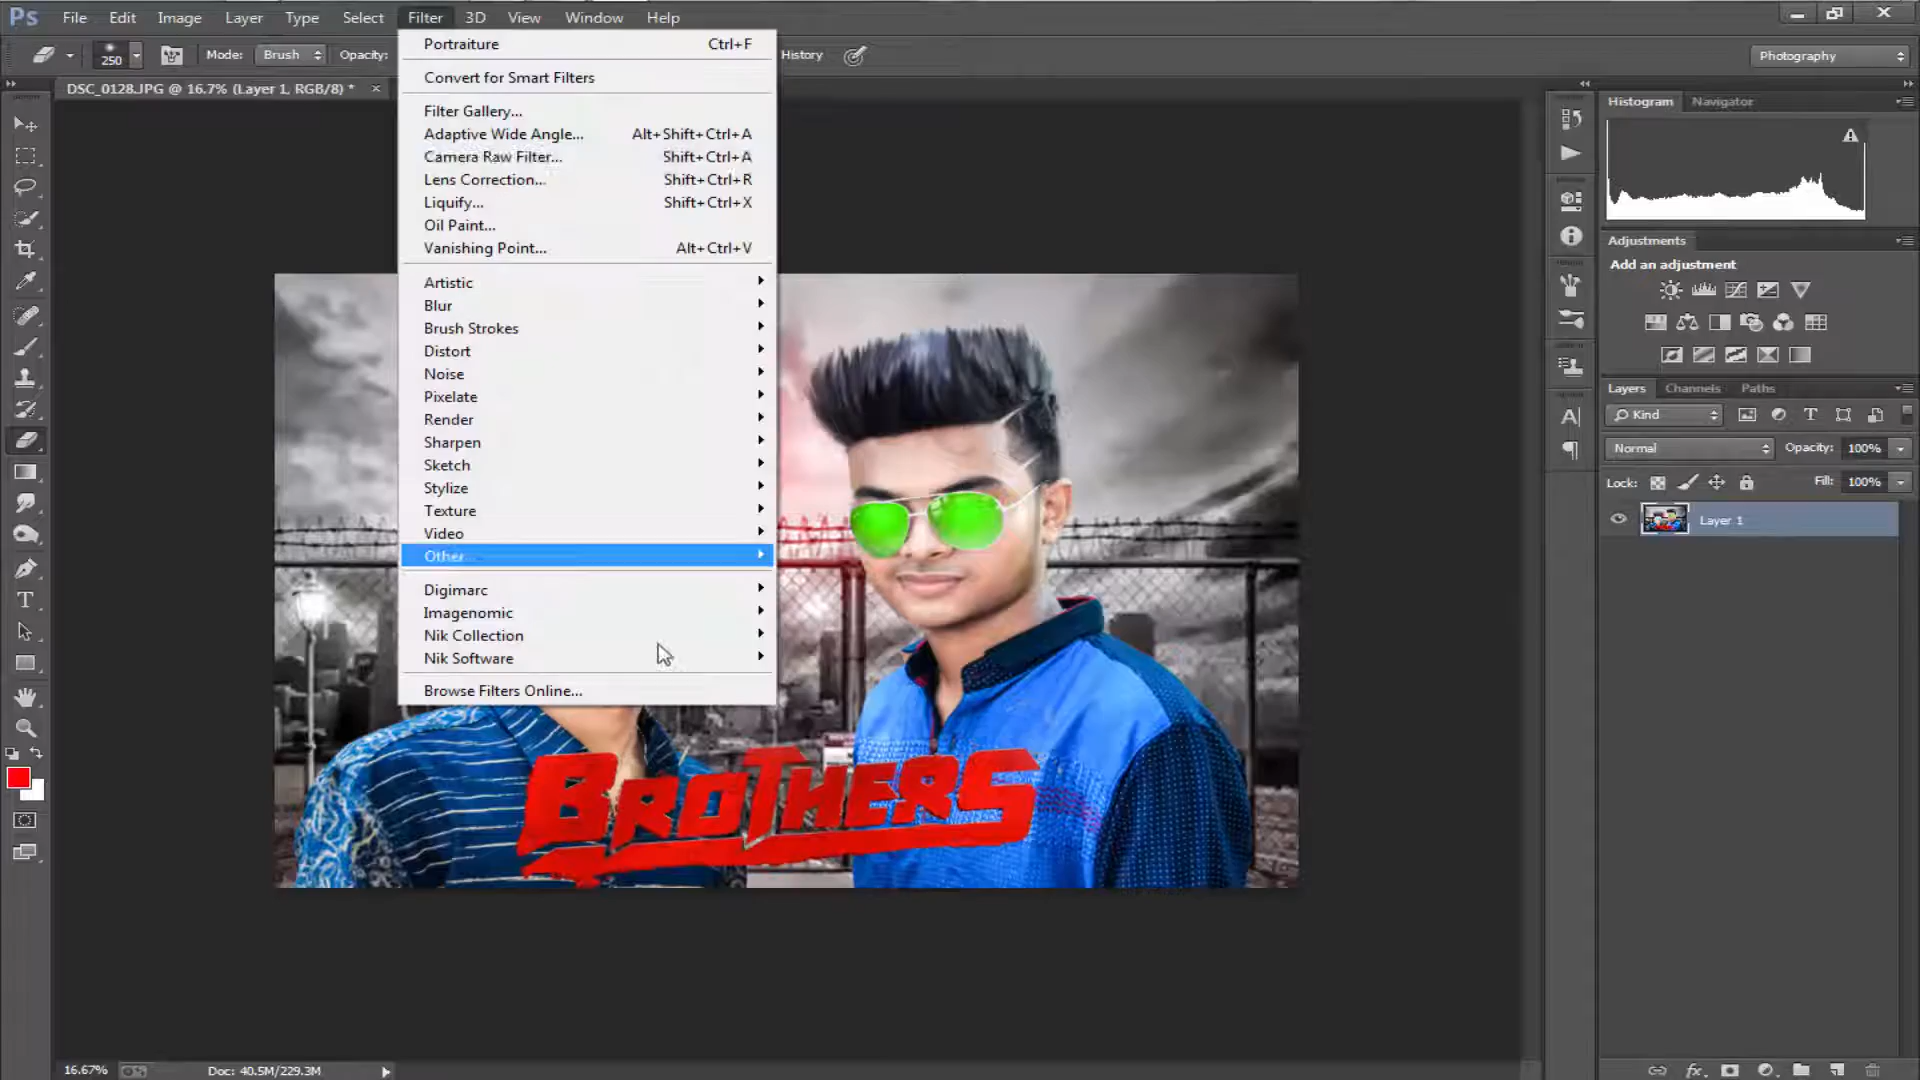 Ps File Edit Image Layer Type Select Filter 3D View Window Help
250 Mode: Brush Opacity: History Photography
DSC_0128.JPG @ 16.7% (Layer 1, RGB/8) * ×
Portraiture Ctrl+F
Convert for Smart Filters
Filter Gallery...
Adaptive Wide Angle... Alt+Shift+Ctrl+A
Camera Raw Filter... Shift+Ctrl+A
Lens Correction... Shift+Ctrl+R
Liquify... Shift+Ctrl+X
Oil Paint...
Vanishing Point... Alt+Ctrl+V
Artistic
Blur
Brush Strokes
Distort
Noise
Pixelate
Render
Sharpen
Sketch
Stylize
Texture
Video
Other
Digimarc
Imagenomic
Nik Collection
Nik Software
Browse Filters Online...
BROTHERS
Histogram Navigator
Adjustments
Add an adjustment
Layers Channels Paths
Kind
Normal Opacity: 100%
Lock: Fill: 100%
Layer 1
16.67% Doc: 40.5M/229.3M